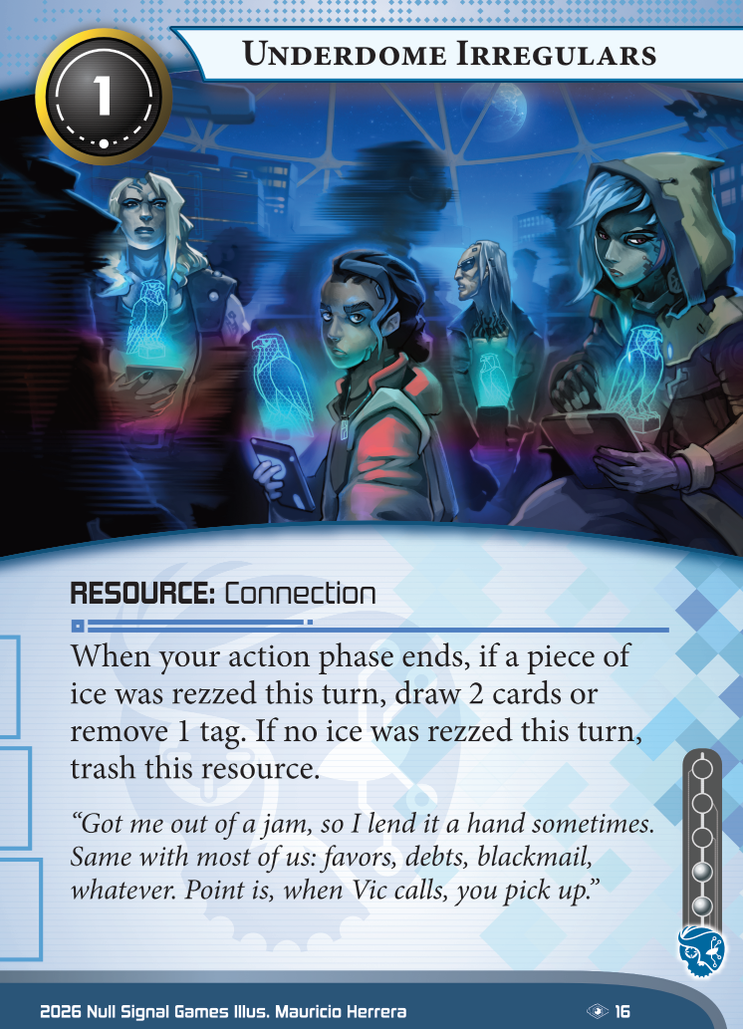 Underdome Irregulars
1
RESOURCE: Connection
When your action phase ends, if a piece of
ice was rezzed this turn, draw 2 cards or
remove 1 tag. If no ice was rezzed this turn,
trash this resource.
“Got me out of a jam, so I lend it a hand sometimes.
Same with most of us: favors, debts, blackmail,
whatever. Point is, when Vic calls, you pick up.”
2026 Null Signal Games Illus. Mauricio Herrera
16